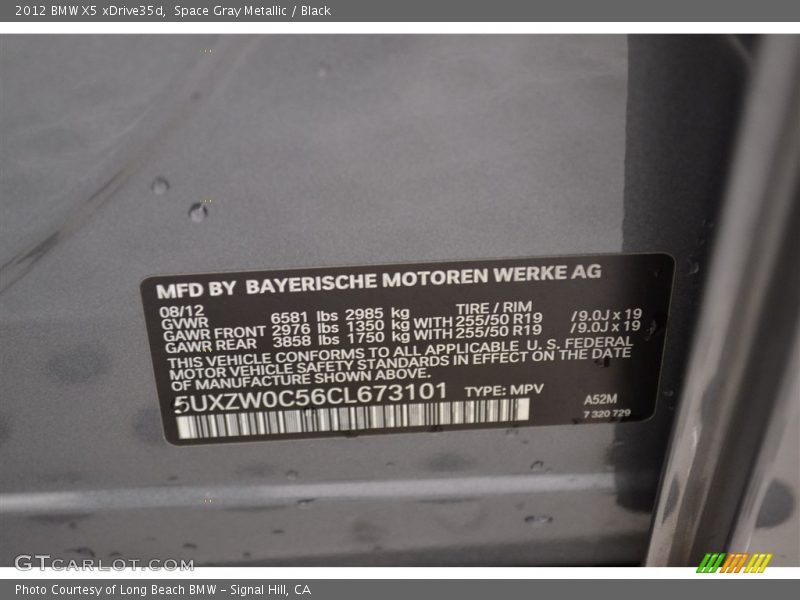 2012 BMW X5 xDrive35d, Space Gray Metallic / Black
MFD BY BAYERISCHE MOTOREN WERKE AG
08/12
GVWR 6581 lbs 2985 kg TIRE / RIM
GAWR FRONT 2976 lbs 1350 kg WITH 255/50 R19 /9.0J x 19
GAWR REAR 3858 lbs 1750 kg WITH 255/50 R19 /9.0J x 19
THIS VEHICLE CONFORMS TO ALL APPLICABLE U. S. FEDERAL
MOTOR VEHICLE SAFETY STANDARDS IN EFFECT ON THE DATE
OF MANUFACTURE SHOWN ABOVE.
5UXZW0C56CL673101 TYPE: MPV
A52M
7 320 729
GTCARLOT.COM
Photo Courtesy of Long Beach BMW - Signal Hill, CA